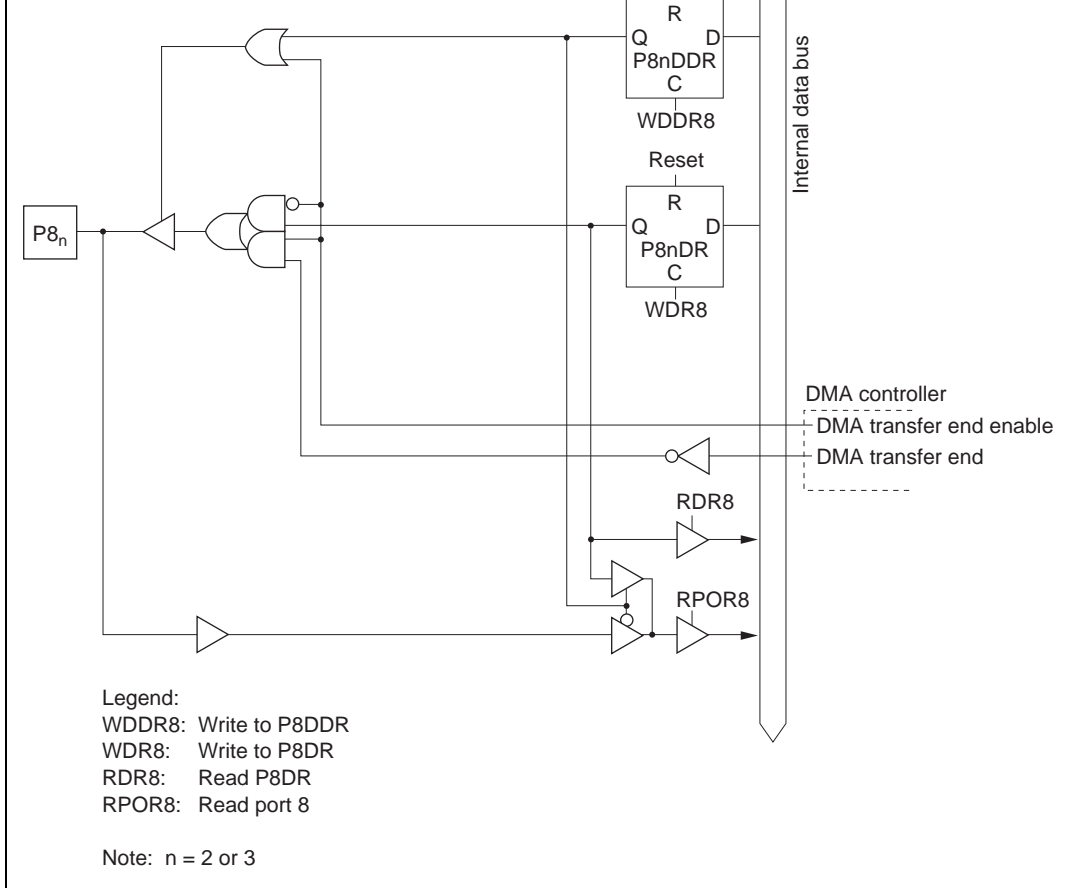 R
Q D
P8nDDR
C
WDDR8
Internal data bus
Reset
R
Q D
P8nDR
C
WDR8
P8n
DMA controller
DMA transfer end enable
DMA transfer end
RDR8
RPOR8
Legend:
WDDR8: Write to P8DDR
WDR8: Write to P8DR
RDR8: Read P8DR
RPOR8: Read port 8
Note: n = 2 or 3